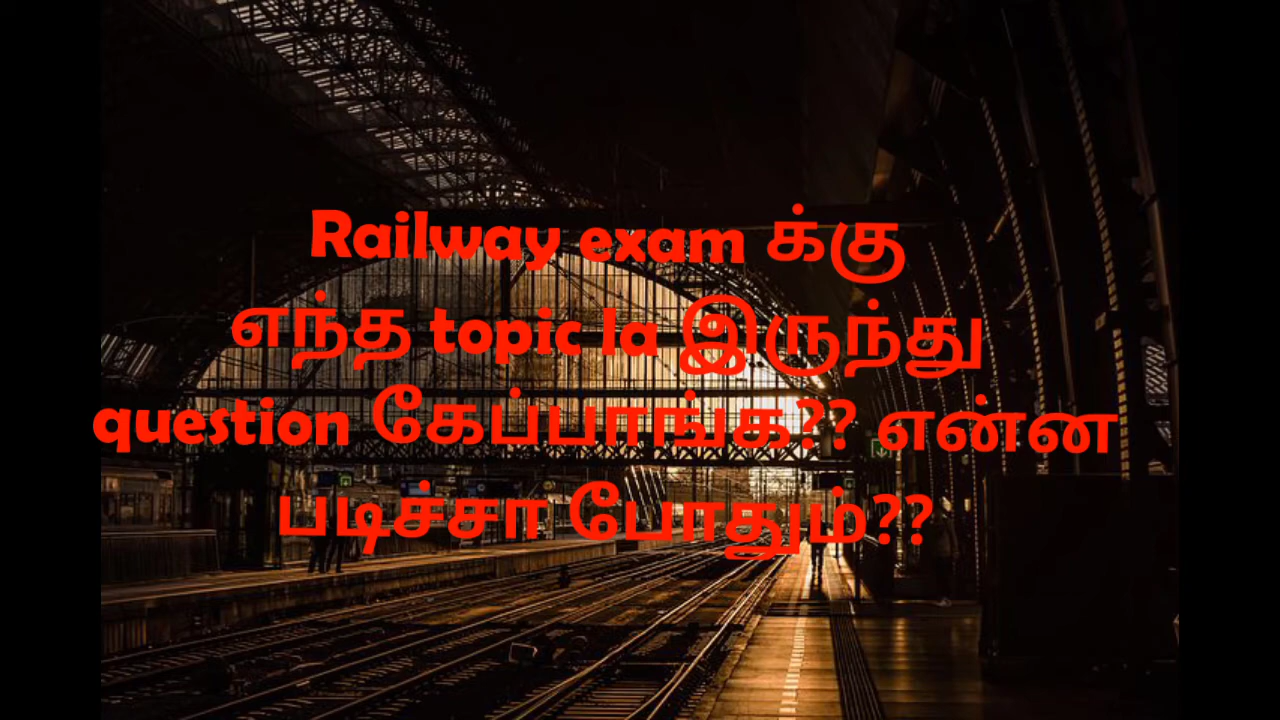 Railway exam க்கு
எந்த topic la இருந்து
question கேப்பாங்க?? என்ன
படிச்சா போதும்??